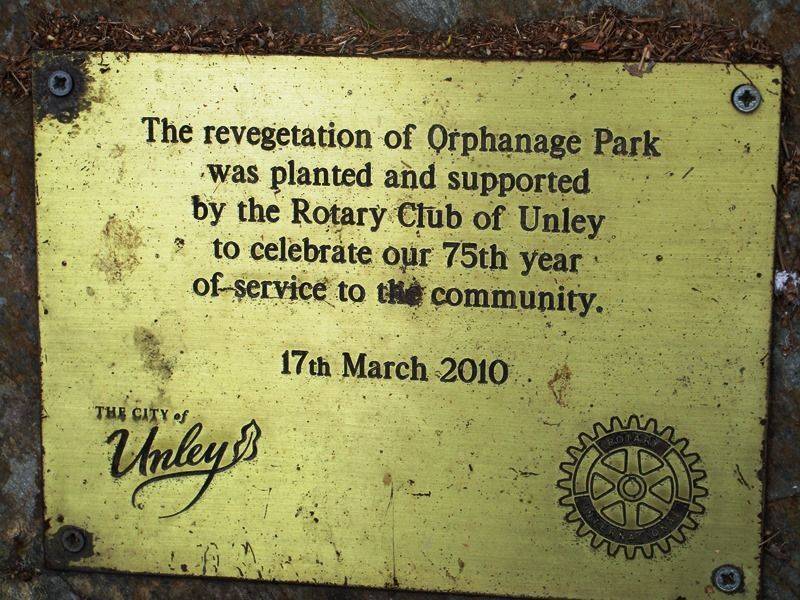 The revegetation of Orphanage Park
was planted and supported
by the Rotary Club of Unley
to celebrate our 75th year
of service to the community.
17th March 2010
THE CITY of
Unley
ROTARY
INTERNATIONAL